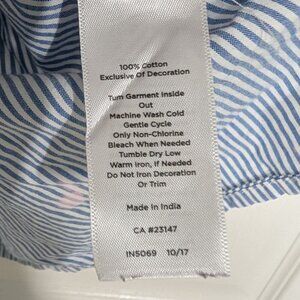 100% Cotton
Exclusive Of Decoration
Turn Garment Inside
Out
Machine Wash Cold
Gentle Cycle
Only Non-Chlorine
Bleach When Needed
Tumble Dry Low
Warm iron, If Needed
Do Not Iron Decoration
Or Trim
Made In India
CA #23147
IN5069 10/17